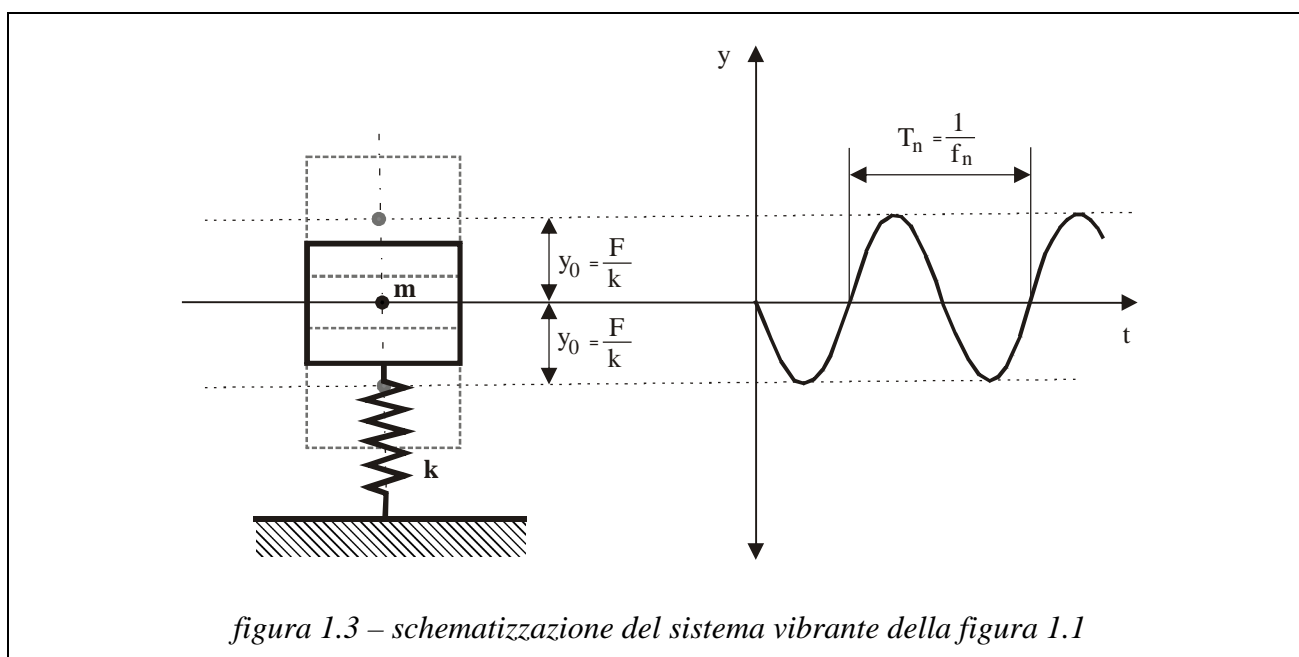 y
T_n = 1/f_n
y_0 = F/k
m
y_0 = F/k
t
k
figura 1.3 – schematizzazione del sistema vibrante della figura 1.1